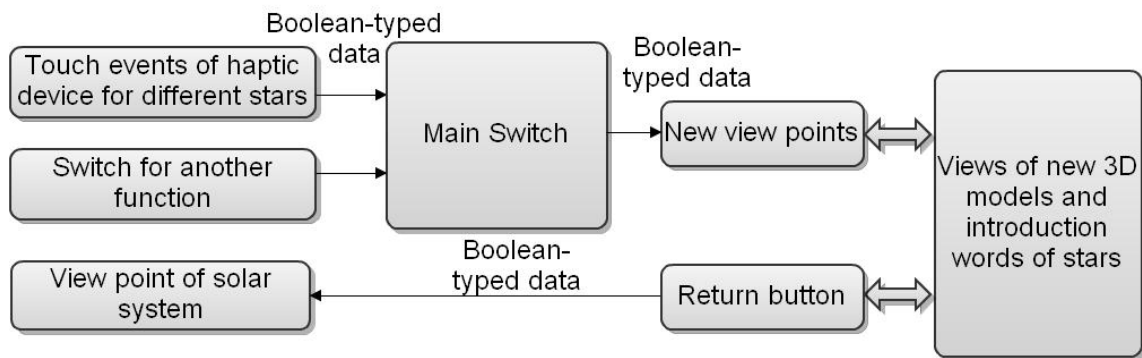 Boolean-typed
data
Touch events of haptic
device for different stars
Switch for another
function
Main Switch
Boolean-
typed data
New view points
Views of new 3D
models and
introduction
words of stars
View point of solar
system
Boolean-
typed data
Return button